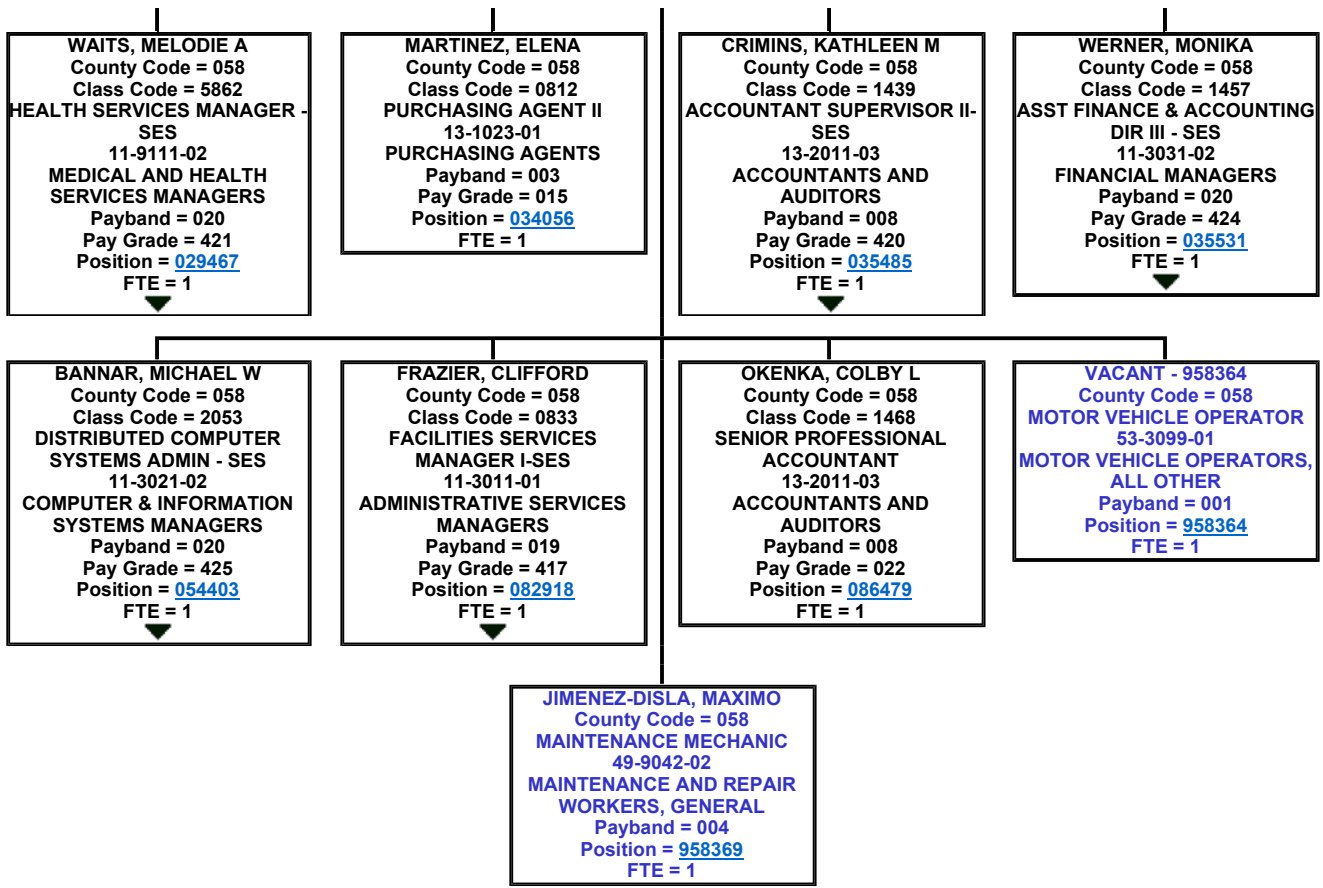 WAITS, MELODIE A
County Code = 058
Class Code = 5862
HEALTH SERVICES MANAGER -
SES
11-9111-02
MEDICAL AND HEALTH
SERVICES MANAGERS
Payband = 020
Pay Grade = 421
Position = 029467
FTE = 1
MARTINEZ, ELENA
County Code = 058
Class Code = 0812
PURCHASING AGENT II
13-1023-01
PURCHASING AGENTS
Payband = 003
Pay Grade = 015
Position = 034056
FTE = 1
CRIMINS, KATHLEEN M
County Code = 058
Class Code = 1439
ACCOUNTANT SUPERVISOR II-
SES
13-2011-03
ACCOUNTANTS AND
AUDITORS
Payband = 008
Pay Grade = 420
Position = 035485
FTE = 1
WERNER, MONIKA
County Code = 058
Class Code = 1457
ASST FINANCE & ACCOUNTING
DIR III - SES
11-3031-02
FINANCIAL MANAGERS
Payband = 020
Pay Grade = 424
Position = 035531
FTE = 1
BANNAR, MICHAEL W
County Code = 058
Class Code = 2053
DISTRIBUTED COMPUTER
SYSTEMS ADMIN - SES
11-3021-02
COMPUTER & INFORMATION
SYSTEMS MANAGERS
Payband = 020
Pay Grade = 425
Position = 054403
FTE = 1
FRAZIER, CLIFFORD
County Code = 058
Class Code = 0833
FACILITIES SERVICES
MANAGER I-SES
11-3011-01
ADMINISTRATIVE SERVICES
MANAGERS
Payband = 019
Pay Grade = 417
Position = 082918
FTE = 1
OKENKA, COLBY L
County Code = 058
Class Code = 1468
SENIOR PROFESSIONAL
ACCOUNTANT
13-2011-03
ACCOUNTANTS AND
AUDITORS
Payband = 008
Pay Grade = 022
Position = 086479
FTE = 1
VACANT - 958364
County Code = 058
MOTOR VEHICLE OPERATOR
53-3099-01
MOTOR VEHICLE OPERATORS,
ALL OTHER
Payband = 001
Position = 958364
FTE = 1
JIMENEZ-DISLA, MAXIMO
County Code = 058
MAINTENANCE MECHANIC
49-9042-02
MAINTENANCE AND REPAIR
WORKERS, GENERAL
Payband = 004
Position = 958369
FTE = 1